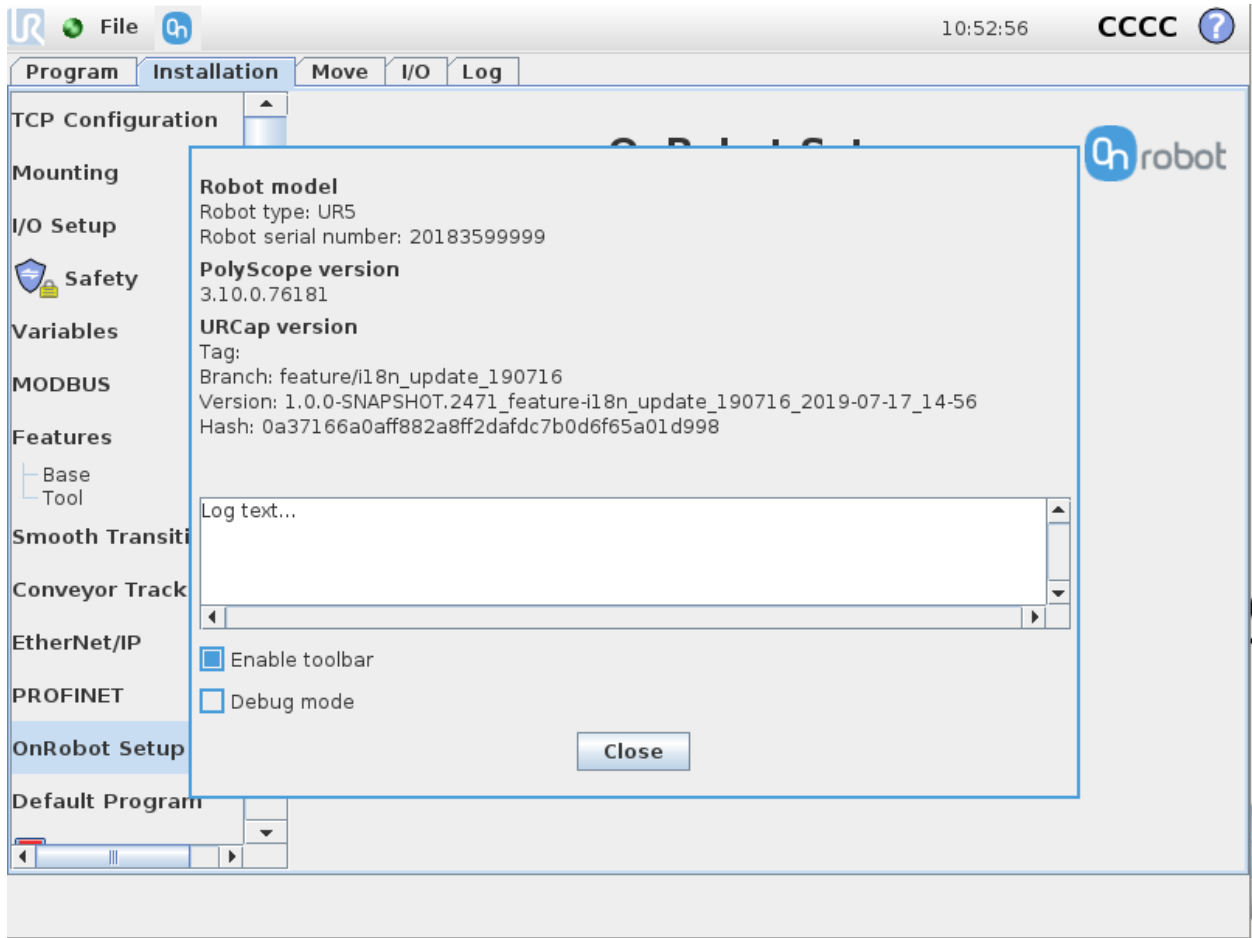 UR File On 10:52:56 CCCC ?
Program Installation Move I/O Log
TCP Configuration
Mounting
I/O Setup
Safety
Variables
MODBUS
Features
Base
Tool
Smooth Transiti
Conveyor Track
EtherNet/IP
PROFINET
OnRobot Setup
Default Program
On robot
Robot model
Robot type: UR5
Robot serial number: 20183599999
PolyScope version
3.10.0.76181
URCap version
Tag:
Branch: feature/i18n_update_190716
Version: 1.0.0-SNAPSHOT.2471_feature-i18n_update_190716_2019-07-17_14-56
Hash: 0a37166a0aff882a8ff2dafdc7b0d6f65a01d998
Log text...
Enable toolbar
Debug mode
Close